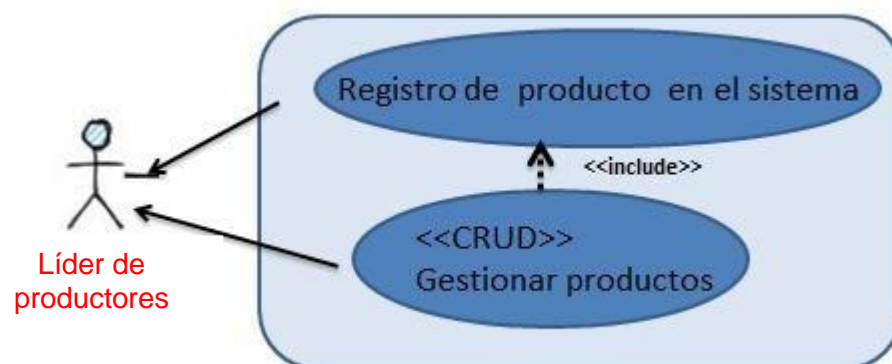 Registro de producto en el sistema
<<include>>
<<CRUD>>
Gestionar productos
Líder de
productores